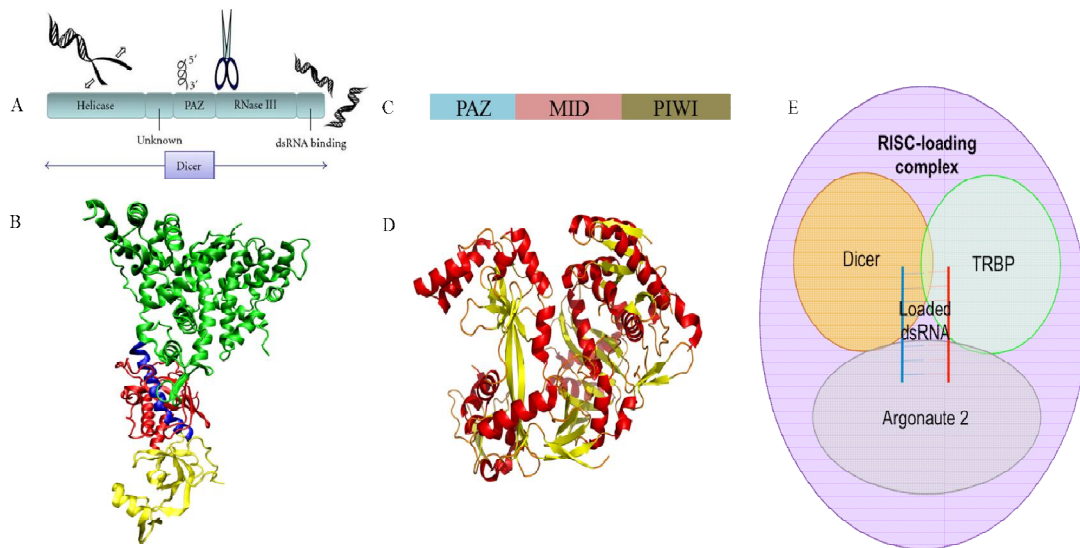 A
5′
3′
Helicase
PAZ
RNase III
Unknown
dsRNA binding
Dicer
B
C
PAZ
MID
PIWI
D
E
RISC-loading
complex
Dicer
TRBP
Loaded
dsRNA
Argonaute 2